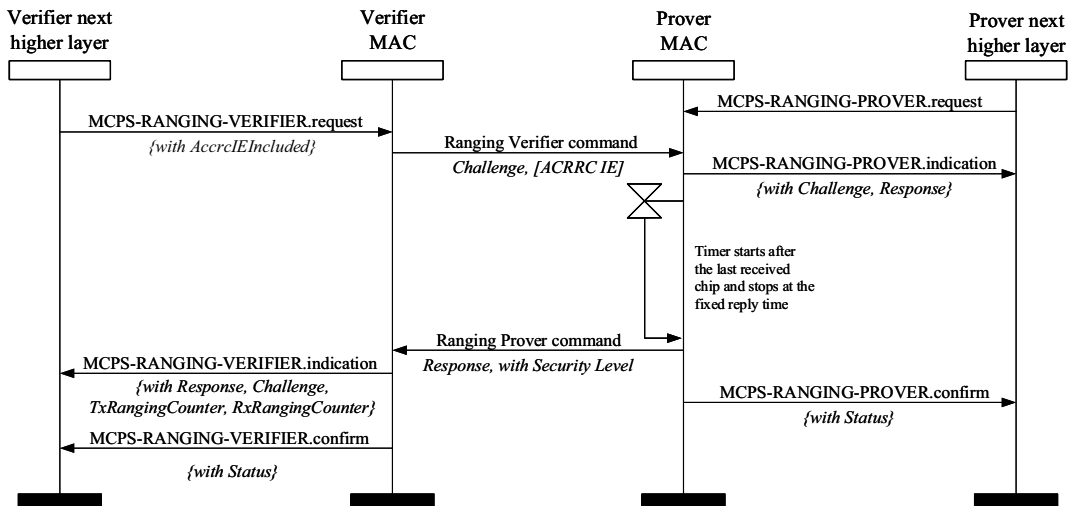 Verifier next
higher layer
Verifier
MAC
Prover
MAC
Prover next
higher layer
MCPS-RANGING-PROVER.request
MCPS-RANGING-VERIFIER.request
{with AccrcIEIncluded}
Ranging Verifier command
Challenge, [ACRRC IE]
MCPS-RANGING-PROVER.indication
{with Challenge, Response}
Timer starts after
the last received
chip and stops at the
fixed reply time
Ranging Prover command
Response, with Security Level
MCPS-RANGING-VERIFIER.indication
{with Response, Challenge,
TxRangingCounter, RxRangingCounter}
MCPS-RANGING-PROVER.confirm
{with Status}
MCPS-RANGING-VERIFIER.confirm
{with Status}